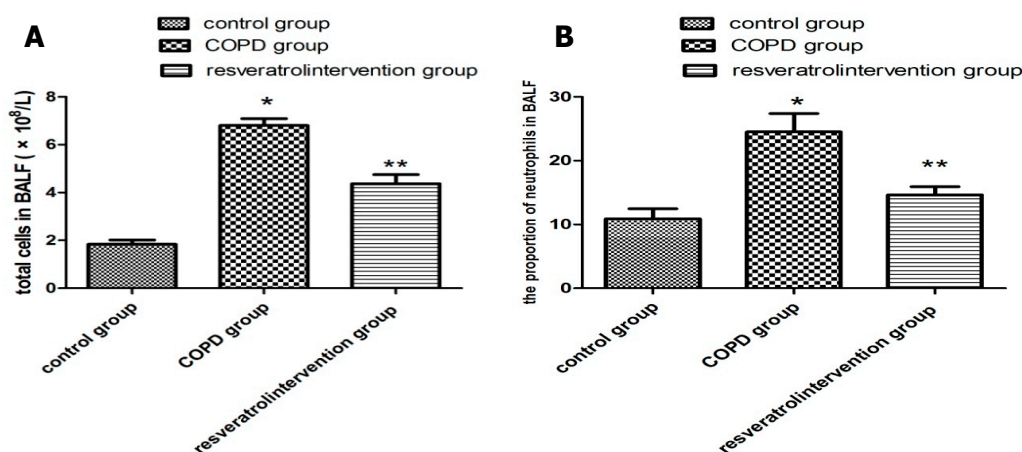 A
control group
COPD group
resveratrolintervention group
total cells in BALF ( × 10⁸/L)
8
6
4
2
0
*
**
control group
COPD group
resveratrolintervention group
B
control group
COPD group
resveratrolintervention group
the proportion of neutrophils in BALF
30
20
10
0
*
**
control group
COPD group
resveratrolintervention group